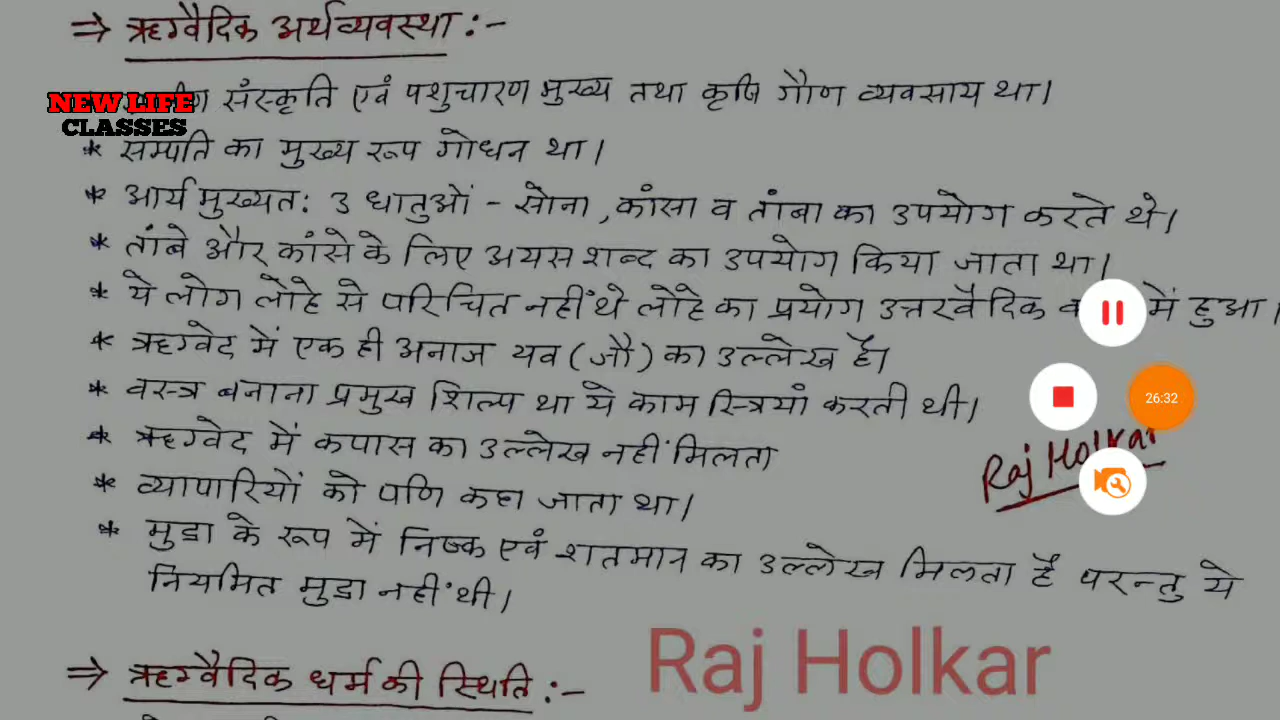 ⇒ ऋग्वैदिक अर्थव्यवस्था :-
NEW LIFE
CLASSES
संस्कृति एवं पशुचारण मुख्य तथा कृषि गौण व्यवसाय था।
* सम्पति का मुख्य रूप गोधन था।
* आर्य मुख्यत: 3 धातुओं - सोना, कांसा व तांबा का उपयोग करते थे।
* तांबे और कांसे के लिए अयस शब्द का उपयोग किया जाता था।
* ये लोग लोहे से परिचित नहीं थे लोहे का प्रयोग उत्तरवैदिक में हुआ।
* ऋग्वेद में एक ही अनाज यव (जौ) का उल्लेख है।
* वस्त्र बनाना प्रमुख शिल्प था ये काम स्त्रियां करती थी।
26:32
* ऋग्वेद में कपास का उल्लेख नहीं मिलता
Raj Holkar
* व्यापारियों को पणि कहा जाता था।
* मुद्रा के रूप में निष्क एवं शतमान का उल्लेख मिलता है परन्तु ये
नियमित मुद्रा नहीं थी।
Raj Holkar
⇒ ऋग्वैदिक धर्म की स्थिति :-